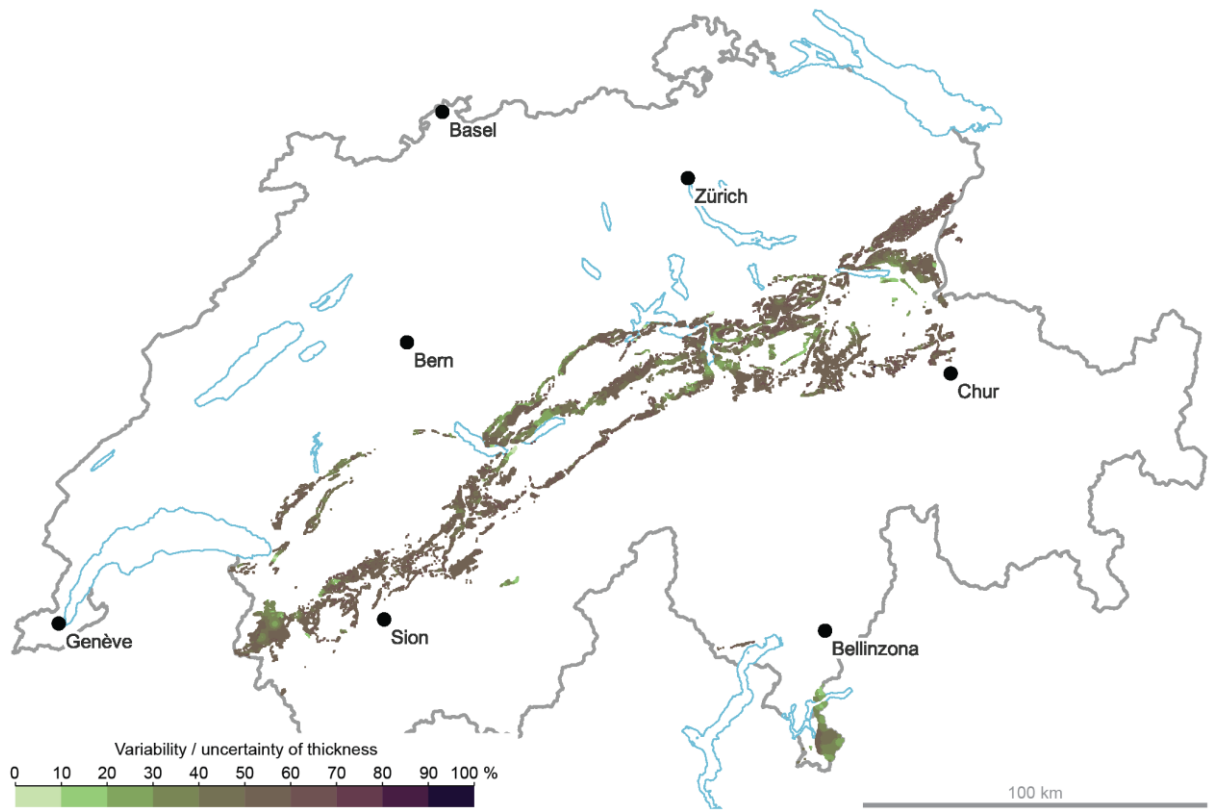 Basel
Zürich
Bern
Chur
Genève
Sion
Bellinzona
Variability / uncertainty of thickness
0 10 20 30 40 50 60 70 80 90 100 %
100 km